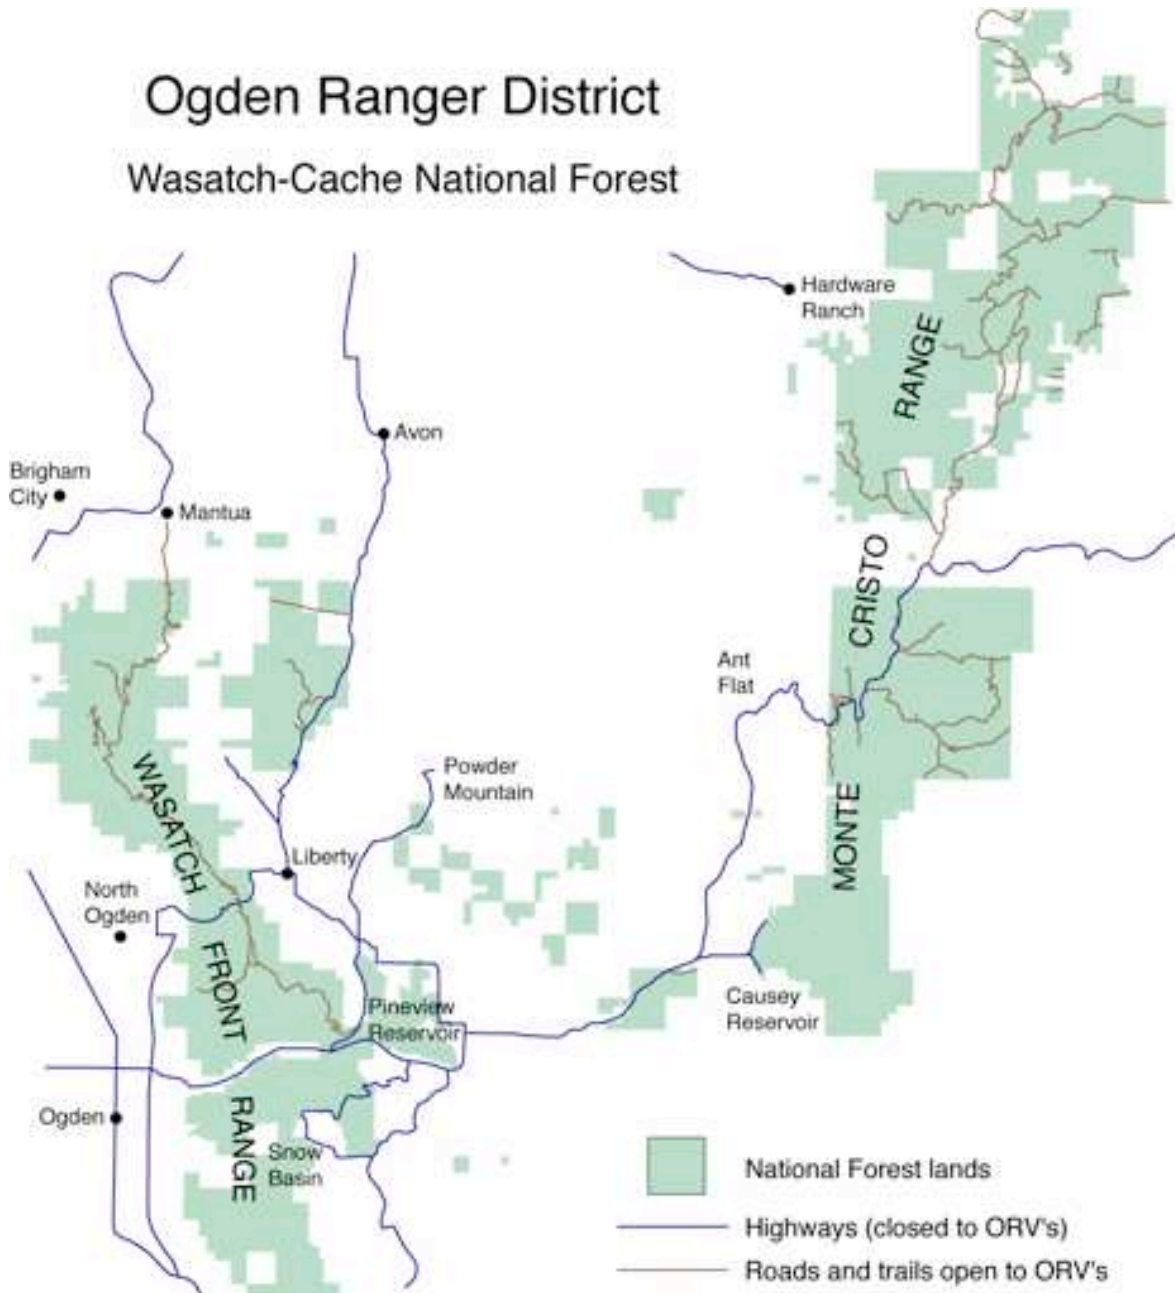 Ogden Ranger District
Wasatch-Cache National Forest
Hardware
Ranch
RANGE
Avon
Brigham
City
Mantua
CRISTO
Ant
Flat
Powder
Mountain
WASATCH
MONTE
Liberty
North
Ogden
FRONT
Pineview
Reservoir
Causey
Reservoir
Ogden
RANGE
Snow
Basin
National Forest lands
Highways (closed to ORV's)
Roads and trails open to ORV's